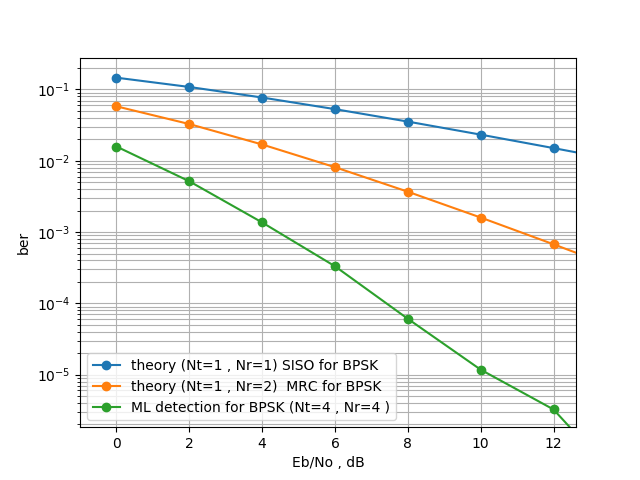 10⁻¹
10⁻²
10⁻³
10⁻⁴
10⁻⁵
ber
theory (Nt=1 , Nr=1) SISO for BPSK
theory (Nt=1 , Nr=2)  MRC for BPSK
ML detection for BPSK (Nt=4 , Nr=4 )
0 2 4 6 8 10 12
Eb/No , dB